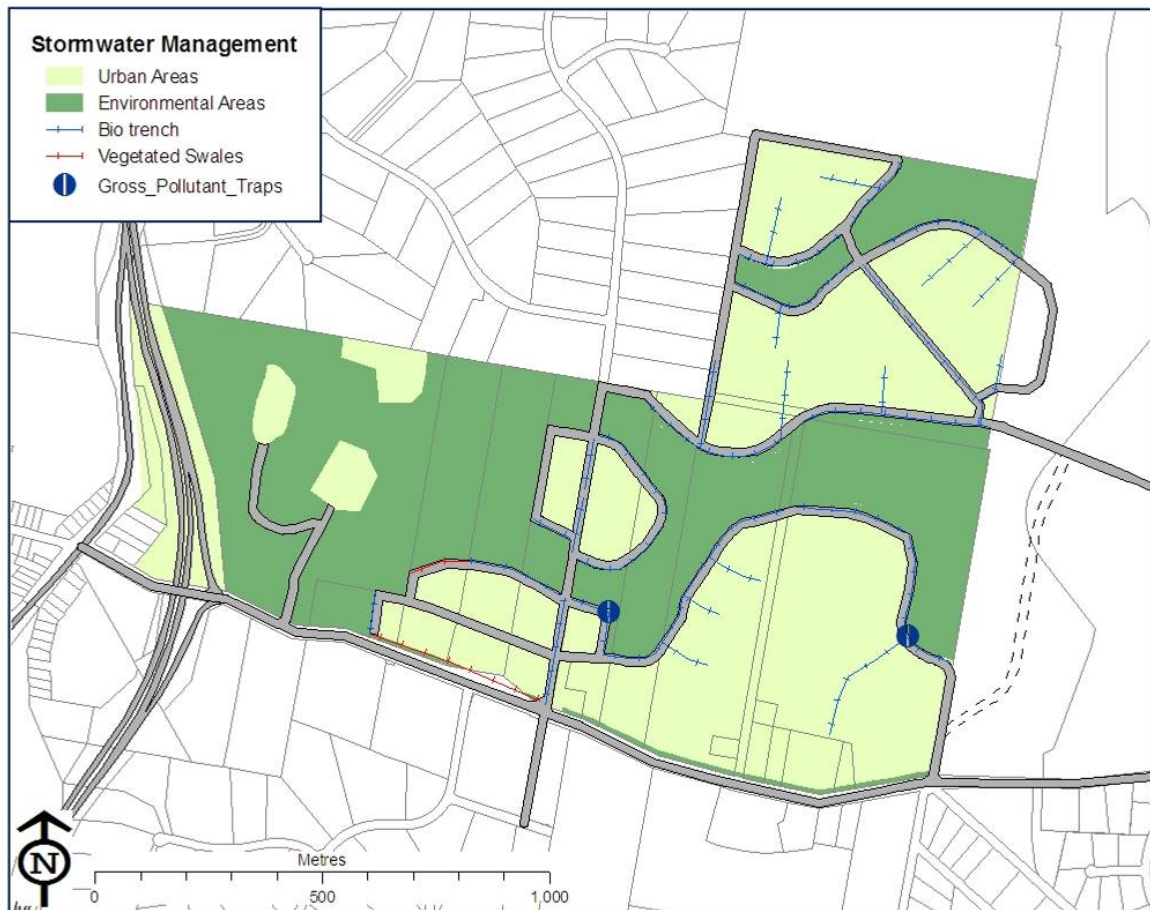 Stormwater Management
Urban Areas
Environmental Areas
Bio trench
Vegetated Swales
Gross_Pollutant_Traps
N
Metres
0 500 1,000